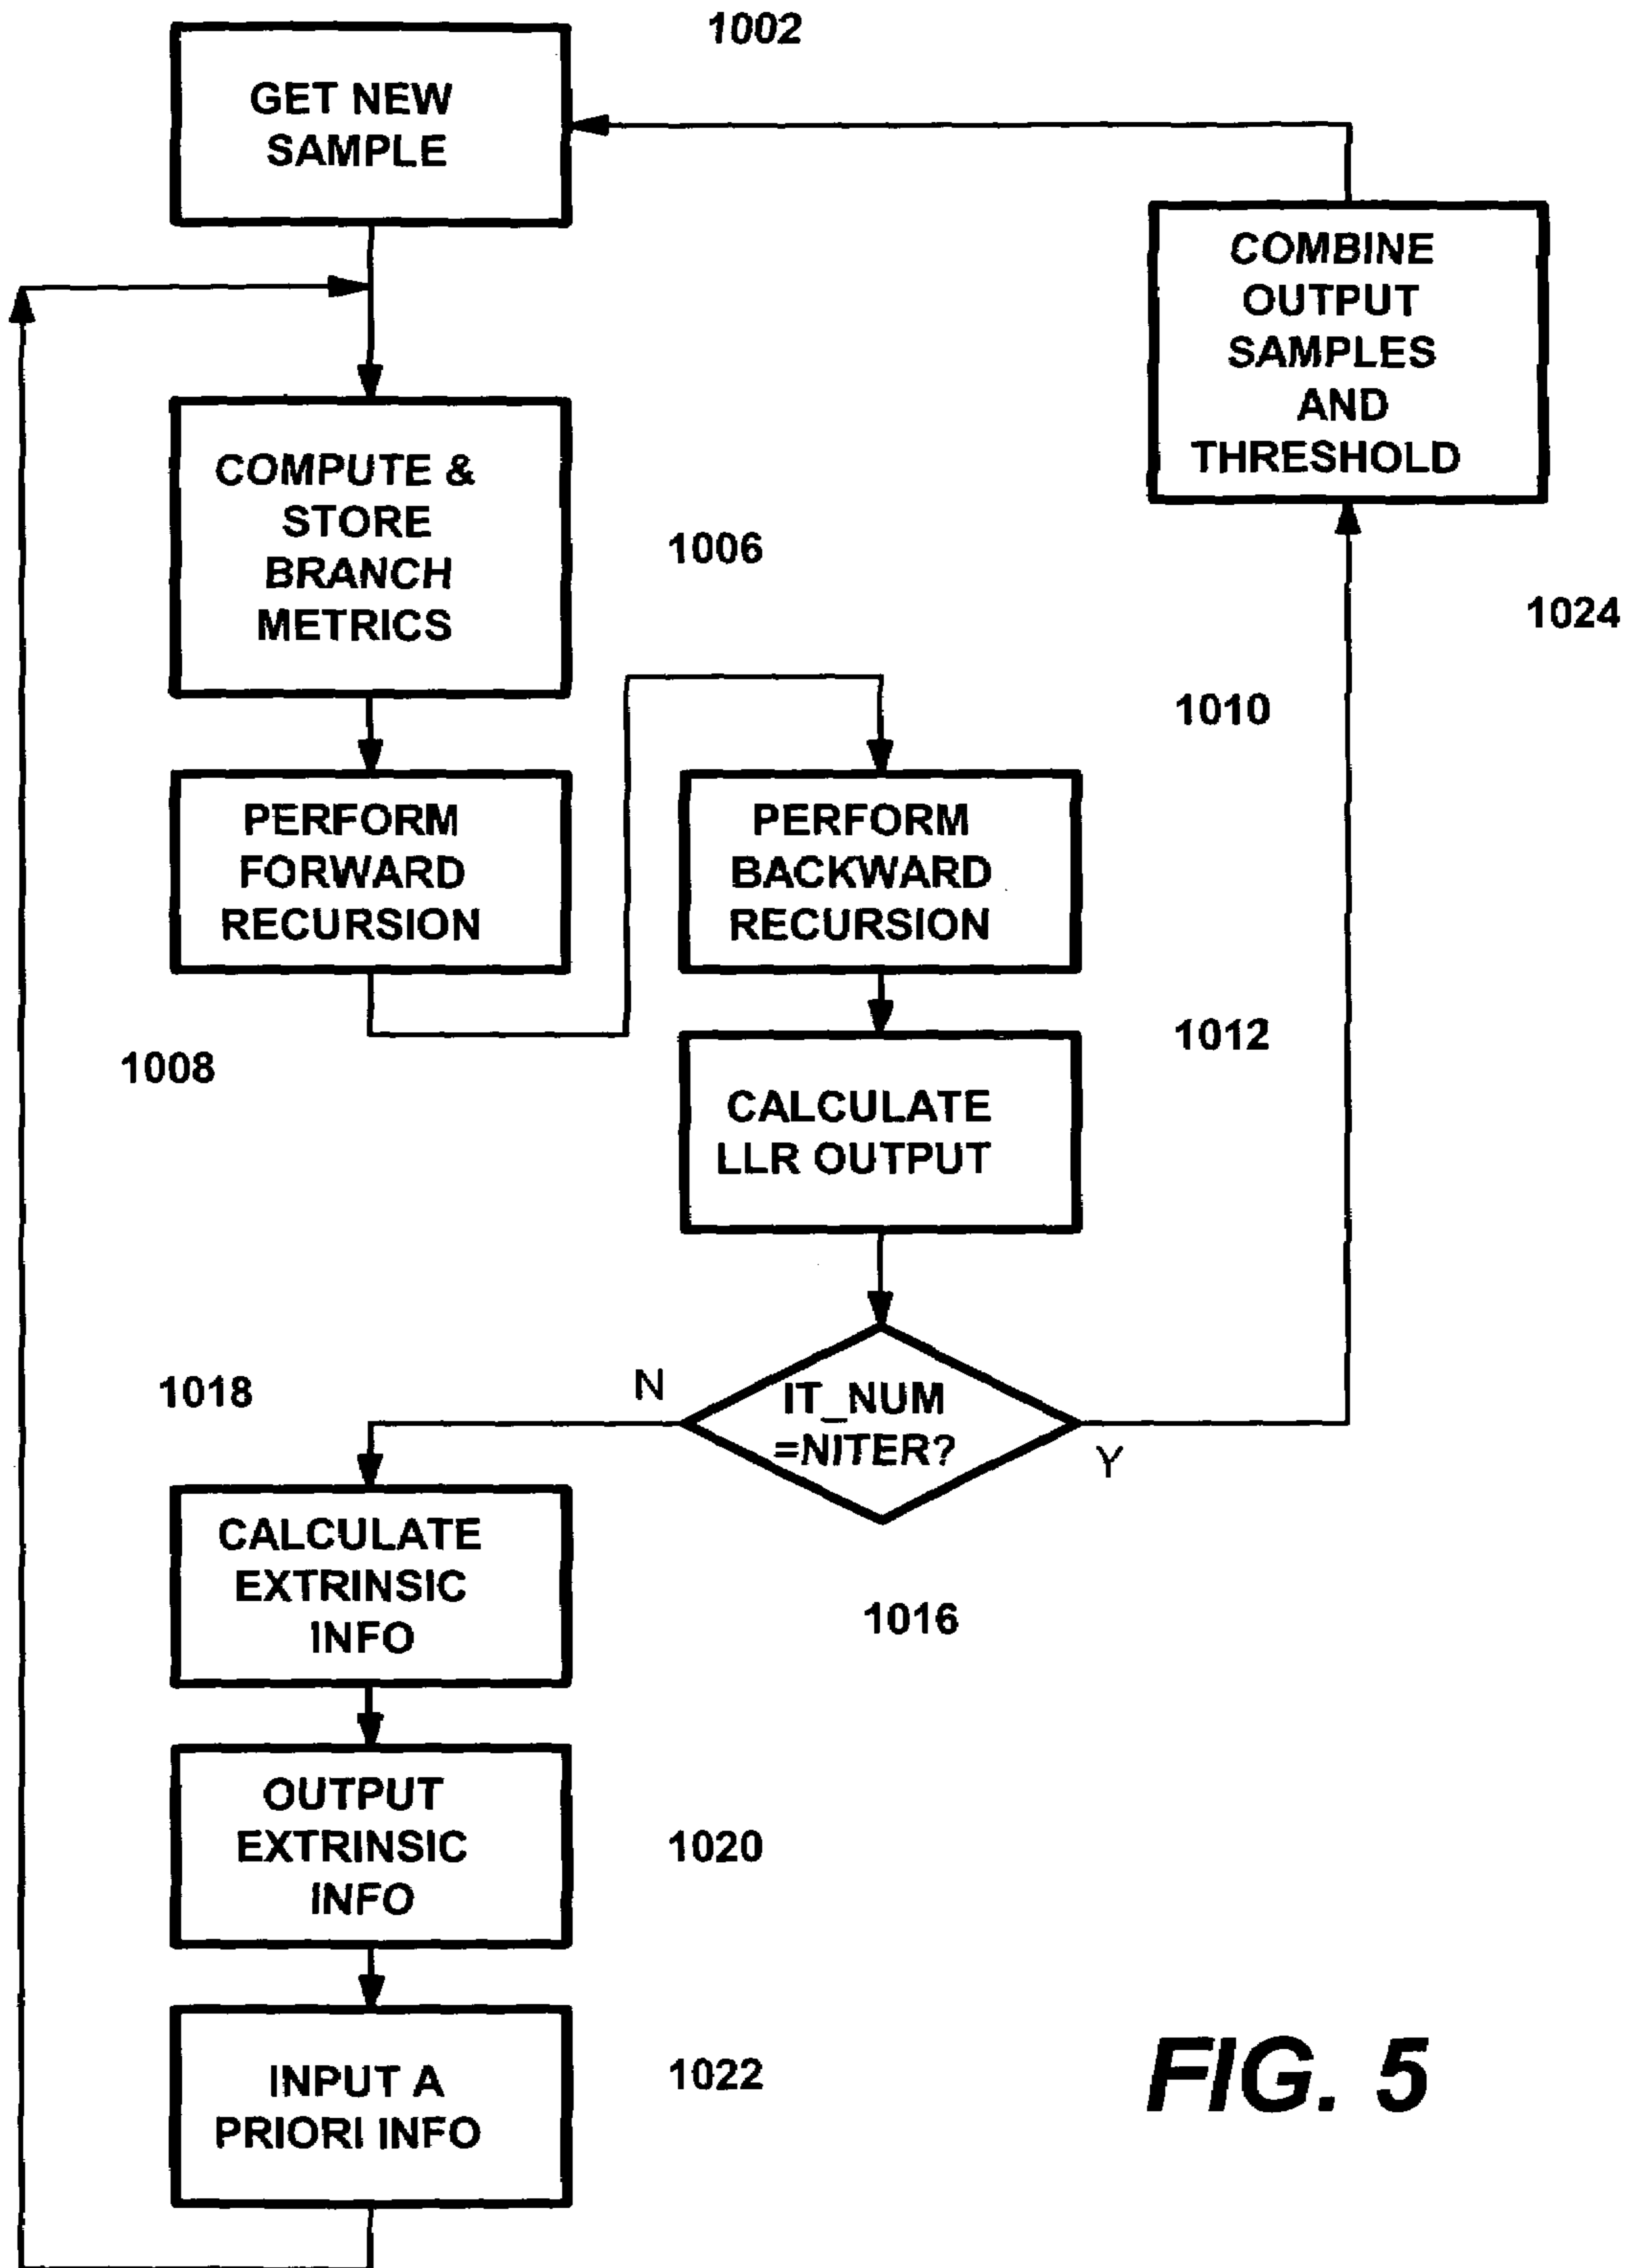 1002
GET NEW
SAMPLE
COMBINE
OUTPUT
SAMPLES
AND
THRESHOLD
1024
COMPUTE &
STORE
BRANCH
METRICS
1006
PERFORM
FORWARD
RECURSION
1008
1010
PERFORM
BACKWARD
RECURSION
1012
CALCULATE
LLR OUTPUT
IT_NUM
=NITER?
N
Y
1016
1018
CALCULATE
EXTRINSIC
INFO
OUTPUT
EXTRINSIC
INFO
1020
INPUT A
PRIORI INFO
1022
FIG. 5